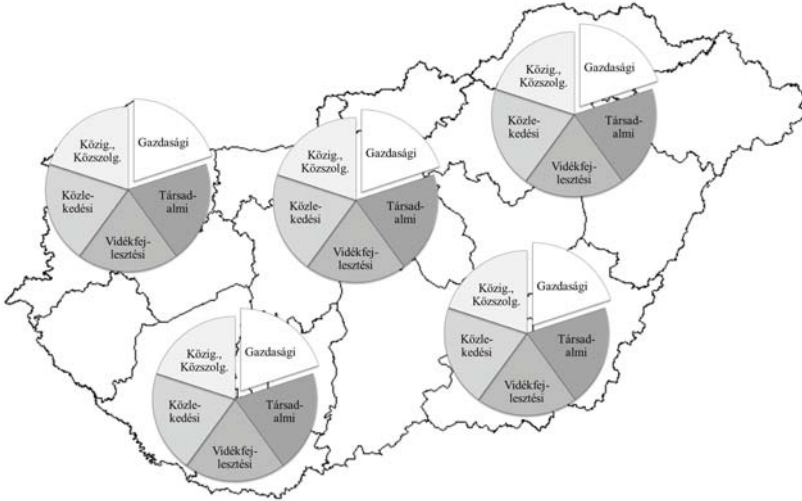 Közig.,
Közszolg.
Gazdasági
Közle-
kedési
Társad-
almi
Vidékfej-
lesztési
Közig.,
Közszolg.
Gazdasági
Közle-
kedési
Társad-
almi
Vidékfej-
lesztési
Közig.,
Közszolg.
Gazdasági
Közle-
kedési
Társad-
almi
Vidékfej-
lesztési
Közig.,
Közszolg.
Gazdasági
Közle-
kedési
Társad-
almi
Vidékfej-
lesztési
Közig.,
Közszolg.
Gazdasági
Közle-
kedési
Társad-
almi
Vidékfej-
lesztési